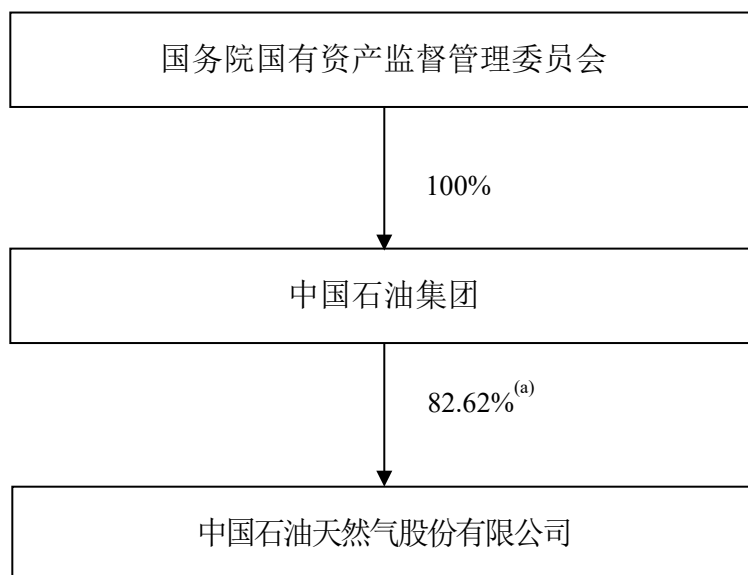 国务院国有资产监督管理委员会
100%
中国石油集团
82.62%(a)
中国石油天然气股份有限公司